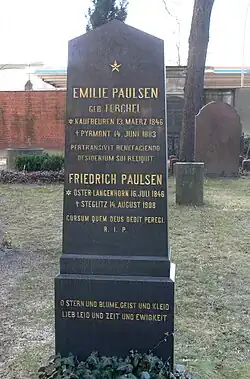 EMILIE PAULSEN
GEB. FERCHEL
* KAUFBEUREN 13. MAERZ 1846
† PYRMONT 14. JUNI 1883
PERTRANSIVIT BENEFACIENDO
DESIDERIUM SUI RELIQUIT
FRIEDRICH PAULSEN
* OSTER LANGENHORN 16. JULI 1846
† STEGLITZ 14. AUGUST 1908
CURSUM QUEM DEUS DEDIT PEREGI.
R. I. P.
O STERN UND BLUME, GEIST UND KLEID
LIEB LEID UND ZEIT UND EWIGKEIT